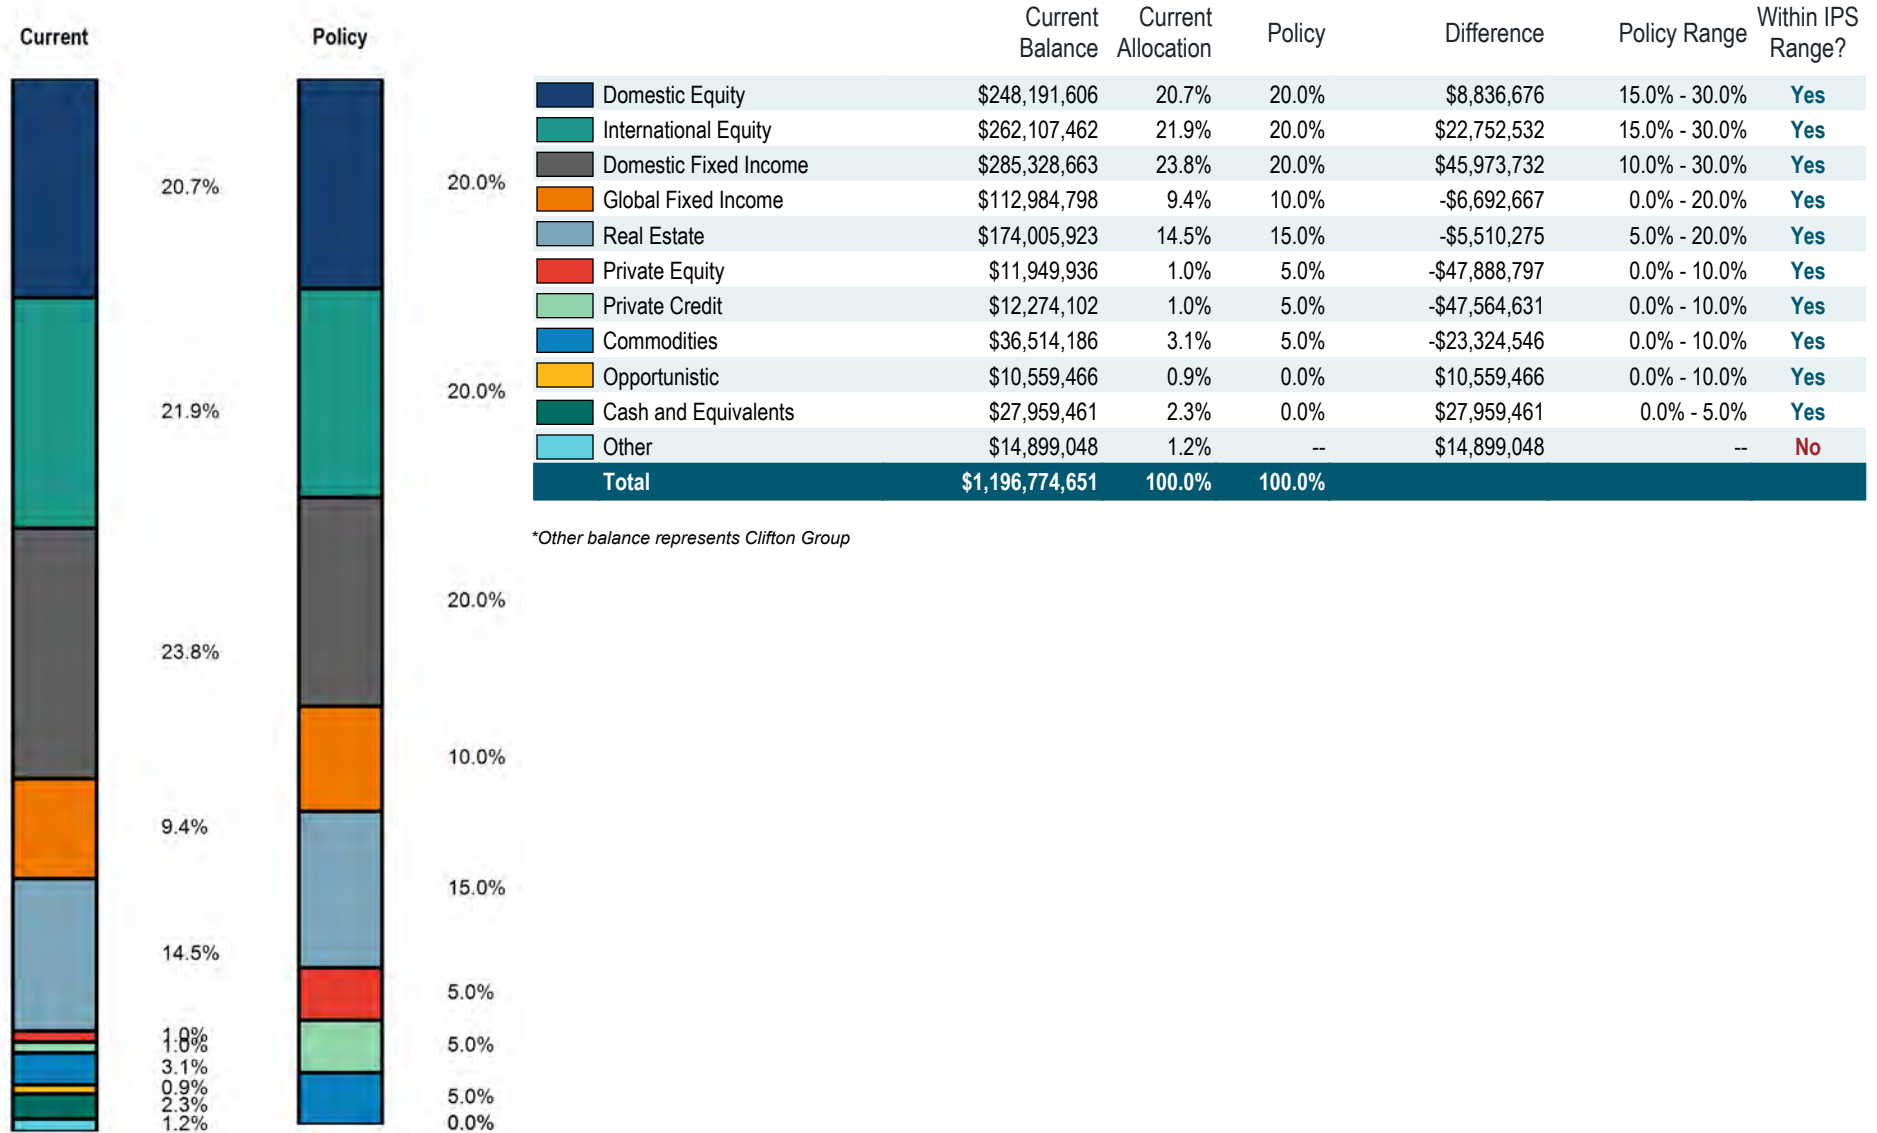 Current
Policy
20.7%
21.9%
23.8%
9.4%
14.5%
1.0%
1.0%
3.1%
0.9%
2.3%
1.2%
20.0%
20.0%
20.0%
10.0%
15.0%
5.0%
5.0%
5.0%
0.0%
Current Balance Current Allocation Policy Difference Policy Range Within IPS Range?
Domestic Equity $248,191,606 20.7% 20.0% $8,836,676 15.0% - 30.0% Yes
International Equity $262,107,462 21.9% 20.0% $22,752,532 15.0% - 30.0% Yes
Domestic Fixed Income $285,328,663 23.8% 20.0% $45,973,732 10.0% - 30.0% Yes
Global Fixed Income $112,984,798 9.4% 10.0% -$6,692,667 0.0% - 20.0% Yes
Real Estate $174,005,923 14.5% 15.0% -$5,510,275 5.0% - 20.0% Yes
Private Equity $11,949,936 1.0% 5.0% -$47,888,797 0.0% - 10.0% Yes
Private Credit $12,274,102 1.0% 5.0% -$47,564,631 0.0% - 10.0% Yes
Commodities $36,514,186 3.1% 5.0% -$23,324,546 0.0% - 10.0% Yes
Opportunistic $10,559,466 0.9% 0.0% $10,559,466 0.0% - 10.0% Yes
Cash and Equivalents $27,959,461 2.3% 0.0% $27,959,461 0.0% - 5.0% Yes
Other $14,899,048 1.2% -- $14,899,048 -- No
Total $1,196,774,651 100.0% 100.0%
*Other balance represents Clifton Group